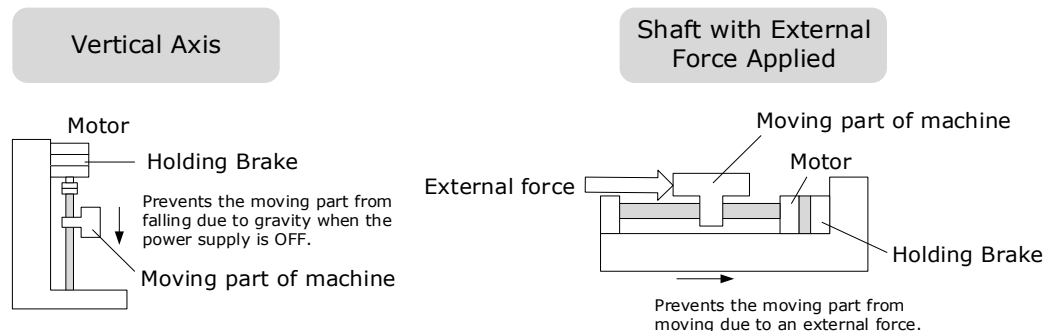 Vertical Axis
Motor
Holding Brake
Prevents the moving part from
falling due to gravity when the
power supply is OFF.
Moving part of machine
Shaft with External
Force Applied
Moving part of machine
Motor
External force
Holding Brake
Prevents the moving part from
moving due to an external force.